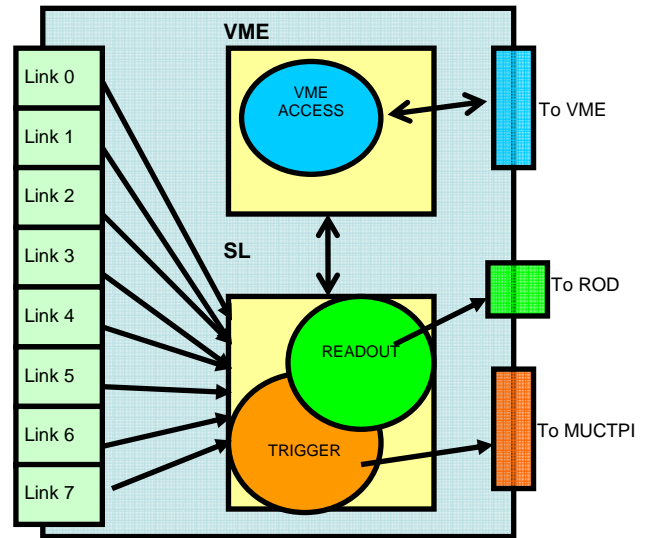 VME
Link 0
Link 1
Link 2
Link 3
Link 4
Link 5
Link 6
Link 7
VME
ACCESS
To VME
SL
READOUT
To ROD
TRIGGER
To MUCTPI